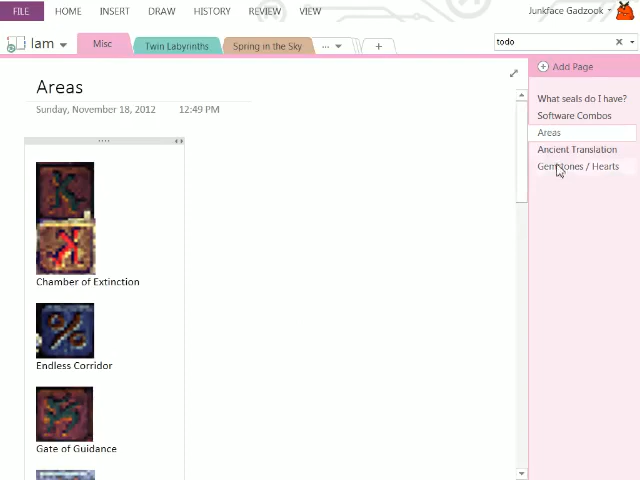 FILE HOME INSERT DRAW HISTORY REVIEW VIEW Junkface Gadzook
lam Misc Twin Labyrinths Spring in the Sky ... + todo
Add Page
Areas
Sunday, November 18, 2012 12:49 PM
What seals do I have?
Software Combos
Areas
Ancient Translation
Gemstones / Hearts
Chamber of Extinction
Endless Corridor
Gate of Guidance